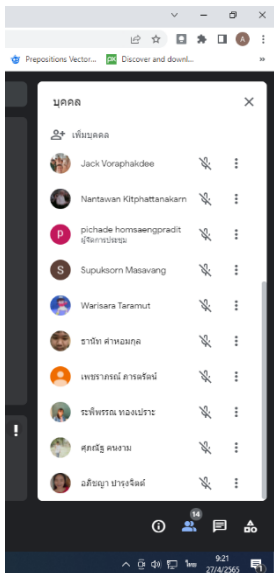 Prepositions Vector...
Discover and downl...
»
บุคคล
เพิ่มบุคคล
Jack Voraphakdee
Nantawan Kitphattanakarn
p
pichade homsaengpradit
ผู้จัดการประชุม
S
Supuksorn Masavang
Warisara Taramut
ธานัท คำหอมกุล
เพชราภรณ์ ภารตรัตน์
ระพีพรรณ ทองเปราะ
ศุภณัฐ คนงาม
อภิชญา ปารุงจิตต์
14
ไทย
9:21
27/4/2565